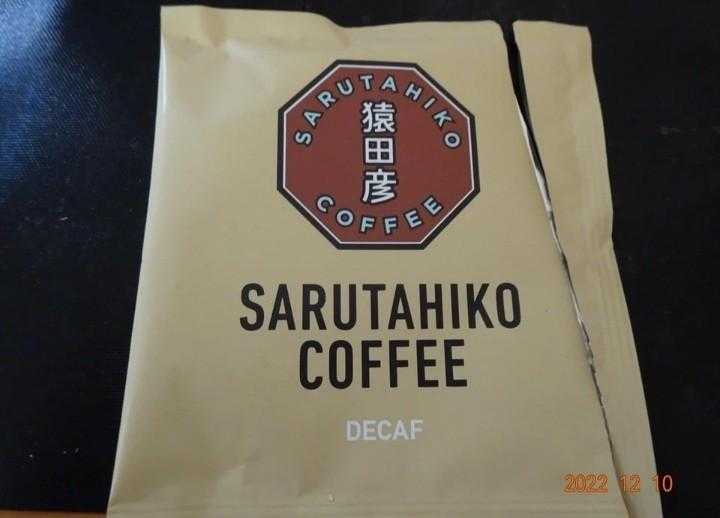 SARUTAHIKO
猿田彦
COFFEE
SARUTAHIKO
COFFEE
DECAF
2022 12 10